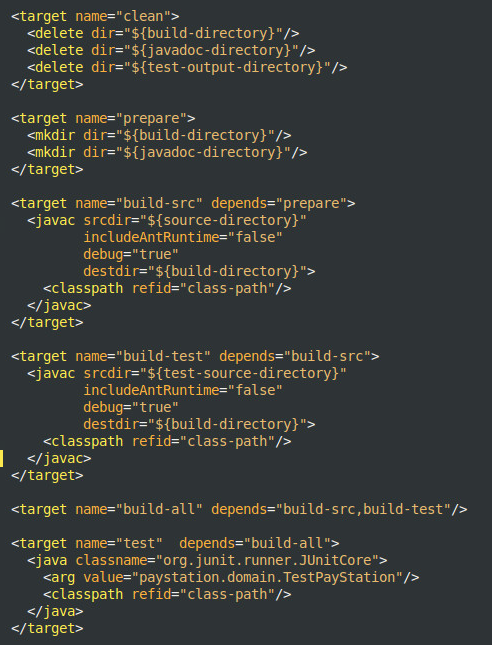 <target name="clean">
  <delete dir="${build-directory}"/>
  <delete dir="${javadoc-directory}"/>
  <delete dir="${test-output-directory}"/>
</target>

<target name="prepare">
  <mkdir dir="${build-directory}"/>
  <mkdir dir="${javadoc-directory}"/>
</target>

<target name="build-src" depends="prepare">
  <javac srcdir="${source-directory}"
         includeAntRuntime="false"
         debug="true"
         destdir="${build-directory}">
    <classpath refid="class-path"/>
  </javac>
</target>

<target name="build-test" depends="build-src">
  <javac srcdir="${test-source-directory}"
         includeAntRuntime="false"
         debug="true"
         destdir="${build-directory}">
    <classpath refid="class-path"/>
  </javac>
</target>

<target name="build-all" depends="build-src,build-test"/>

<target name="test"  depends="build-all">
  <java classname="org.junit.runner.JUnitCore">
    <arg value="paystation.domain.TestPayStation"/>
    <classpath refid="class-path"/>
  </java>
</target>